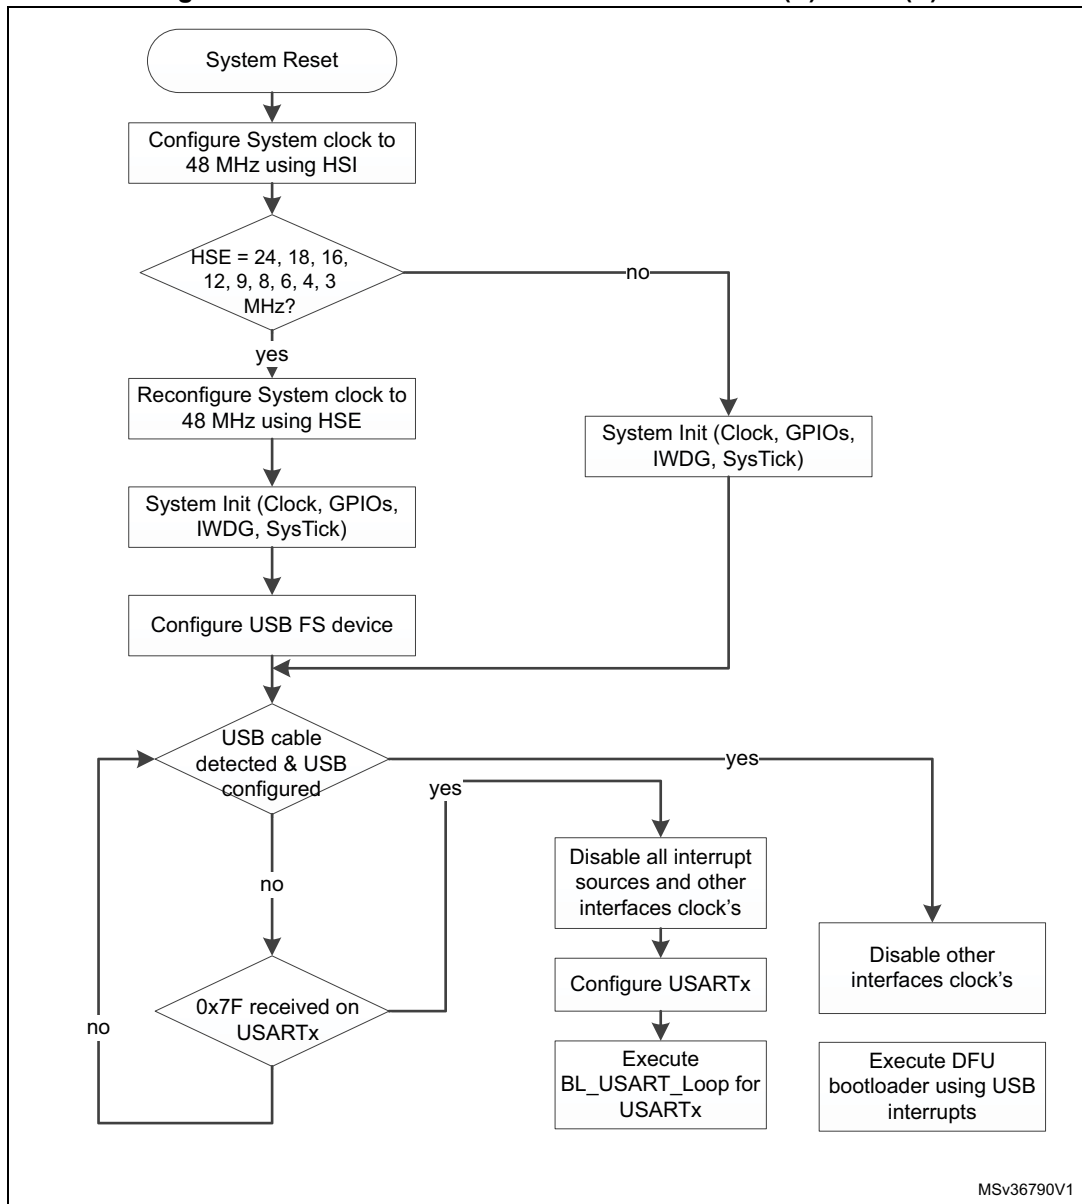 System Reset
Configure System clock to
48 MHz using HSI
HSE = 24, 18, 16,
12, 9, 8, 6, 4, 3
MHz?
no
yes
Reconfigure System clock to
48 MHz using HSE
System Init (Clock, GPIOs,
IWDG, SysTick)
System Init (Clock, GPIOs,
IWDG, SysTick)
Configure USB FS device
USB cable
detected & USB
configured
yes
yes
no
Disable all interrupt
sources and other
interfaces clock's
Disable other
interfaces clock's
Configure USARTx
0x7F received on
USARTx
no
Execute
BL_USART_Loop for
USARTx
Execute DFU
bootloader using USB
interrupts
MSv36790V1